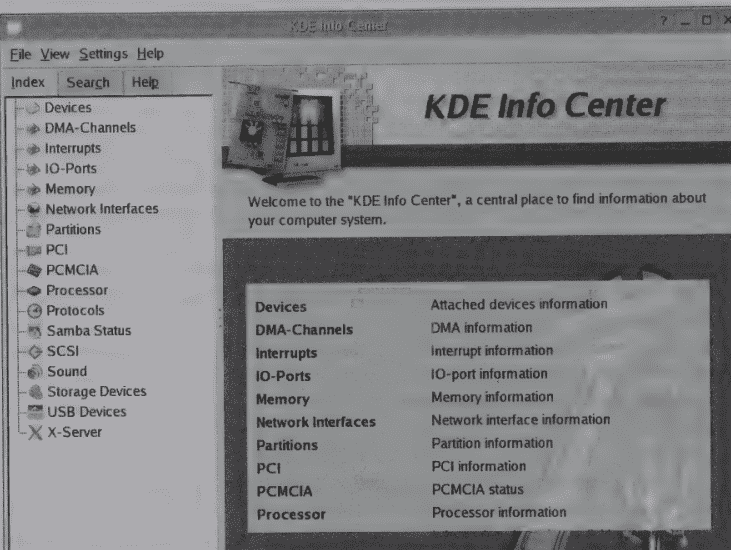 KDE Info Center
File View Settings Help
Index Search Help
Devices
DMA-Channels
Interrupts
IO-Ports
Memory
Network Interfaces
Partitions
PCI
PCMCIA
Processor
Protocols
Samba Status
SCSI
Sound
Storage Devices
USB Devices
X-Server
KDE Info Center
Welcome to the "KDE Info Center", a central place to find information about
your computer system.
Devices Attached devices information
DMA-Channels DMA information
Interrupts Interrupt information
IO-Ports IO-port information
Memory Memory information
Network Interfaces Network interface information
Partitions Partition information
PCI PCI information
PCMCIA PCMCIA status
Processor Processor information